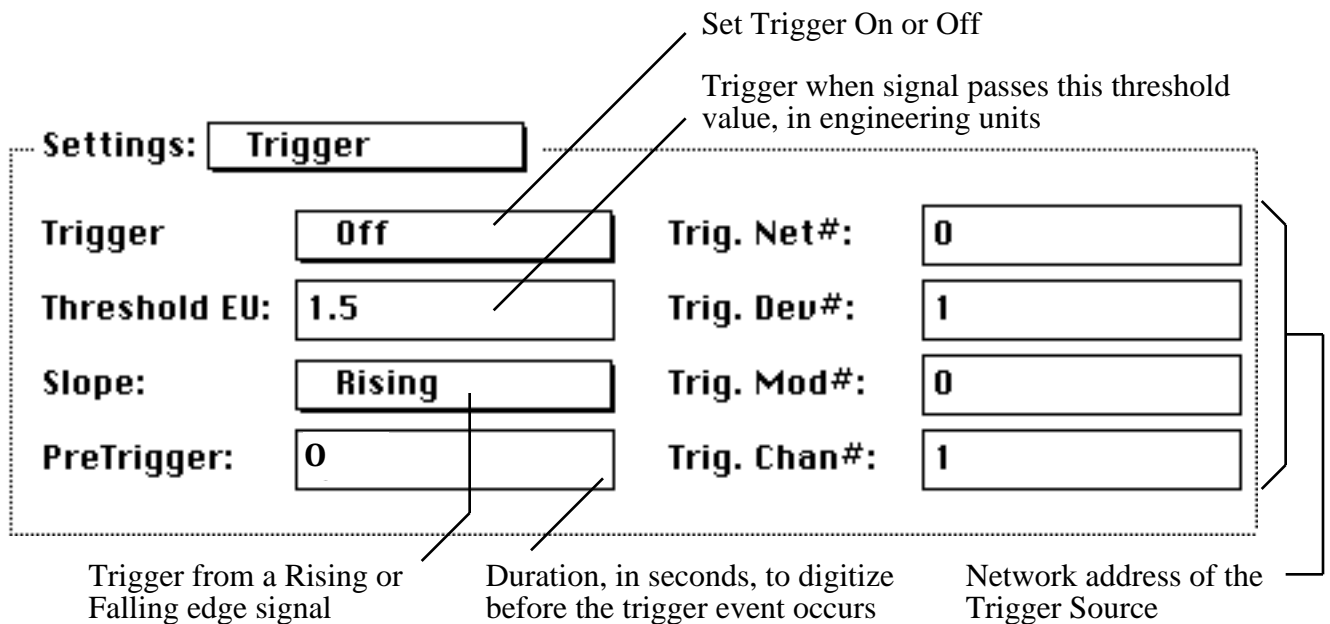 Set Trigger On or Off
Trigger when signal passes this threshold
value, in engineering units
Settings: Trigger
Trigger Off
Trig. Net#: 0
Threshold EU: 1.5
Trig. Dev#: 1
Slope: Rising
Trig. Mod#: 0
PreTrigger: 0
Trig. Chan#: 1
Trigger from a Rising or
Falling edge signal
Duration, in seconds, to digitize
before the trigger event occurs
Network address of the
Trigger Source